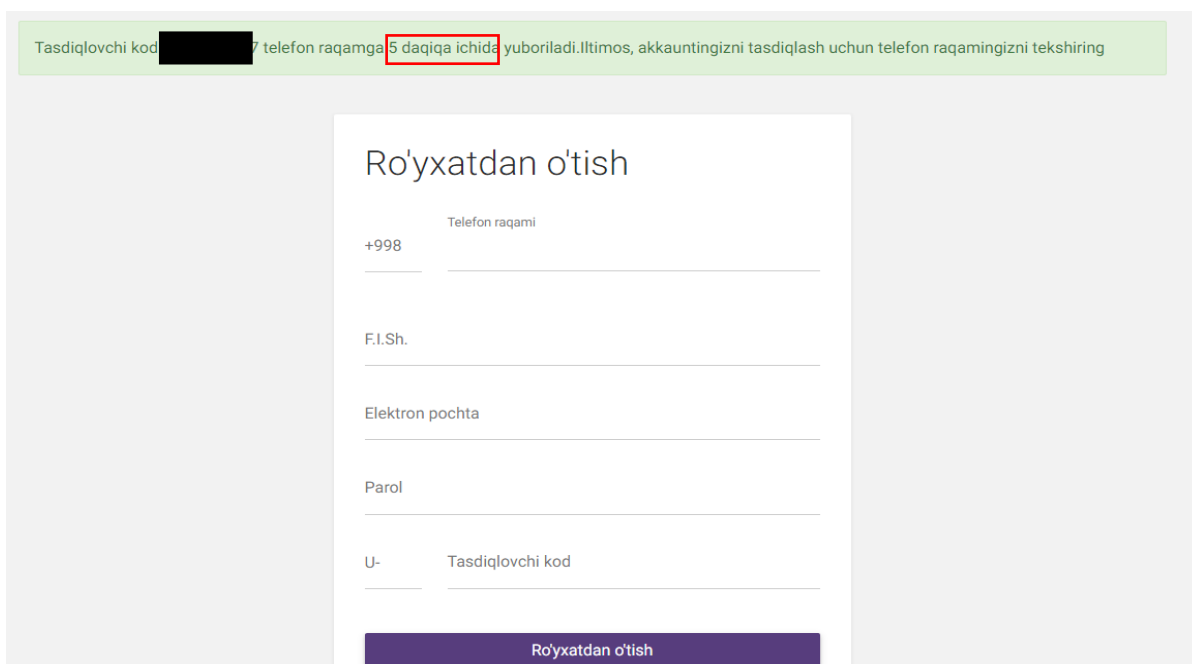 Tasdiqlovchi kod 7 telefon raqamga 5 daqiqa ichida yuboriladi.Iltimos, akkauntingizni tasdiqlash uchun telefon raqamingizni tekshiring
Ro'yxatdan o'tish
Telefon raqami
+998
F.I.Sh.
Elektron pochta
Parol
U- Tasdiqlovchi kod
Ro'yxatdan o'tish